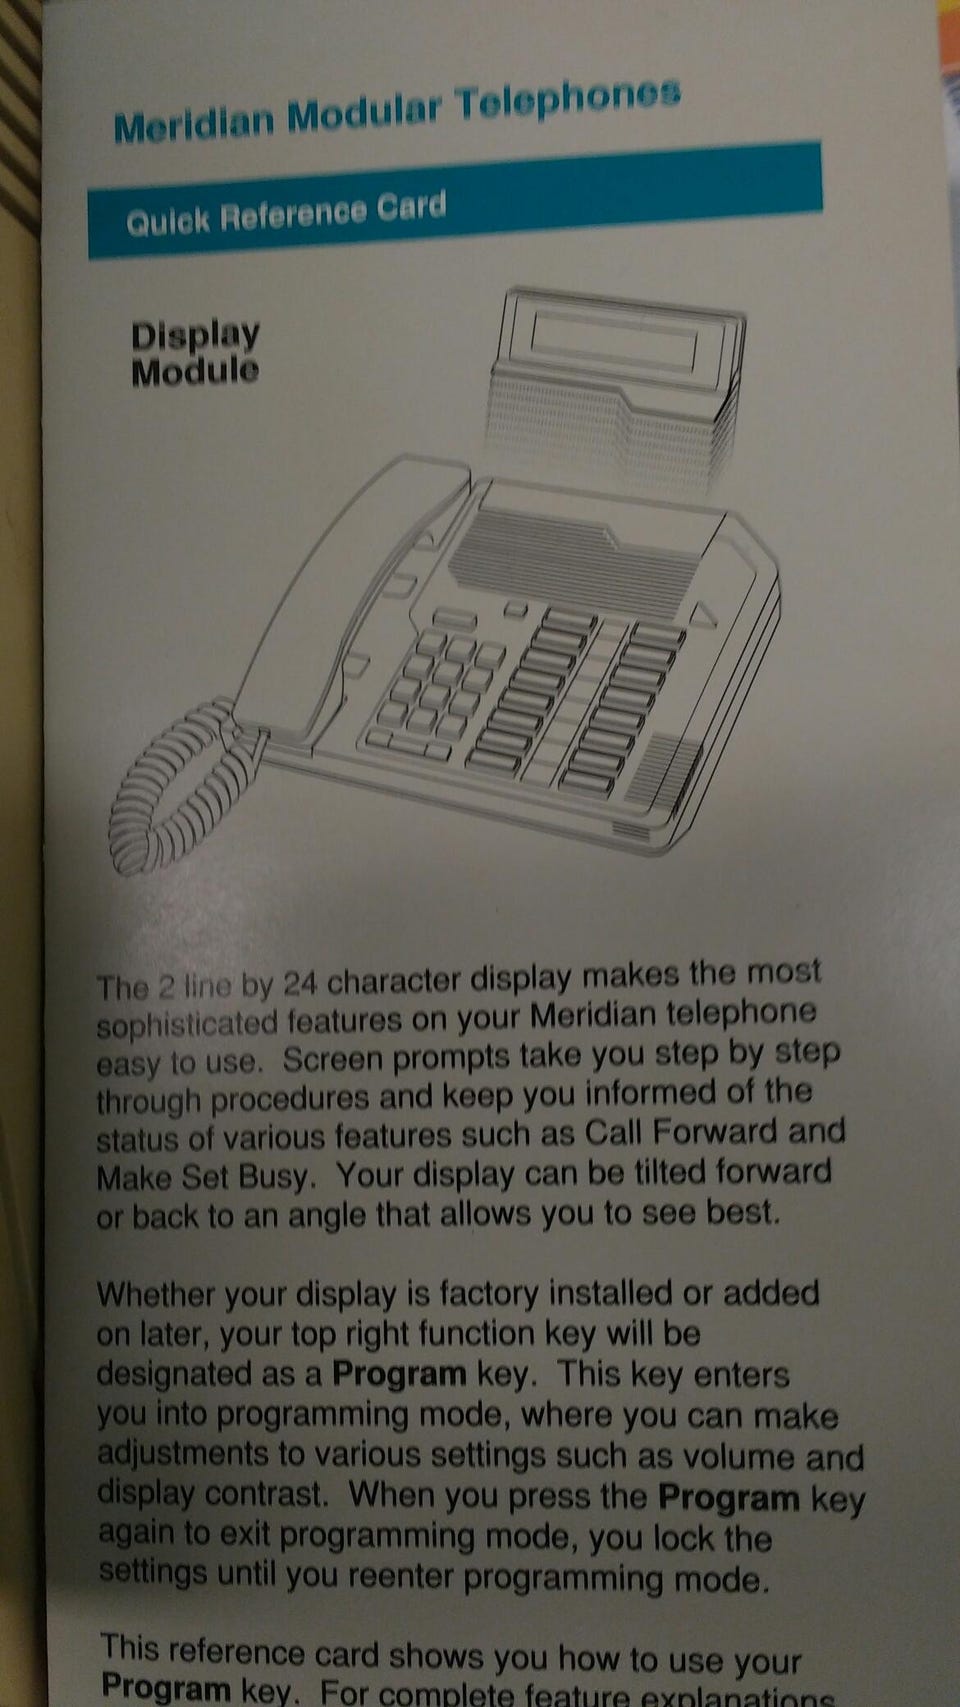 Meridian Modular Telephones
Quick Reference Card
Display
Module
The 2 line by 24 character display makes the most
sophisticated features on your Meridian telephone
easy to use. Screen prompts take you step by step
through procedures and keep you informed of the
status of various features such as Call Forward and
Make Set Busy. Your display can be tilted forward
or back to an angle that allows you to see best.
Whether your display is factory installed or added
on later, your top right function key will be
designated as a Program key. This key enters
you into programming mode, where you can make
adjustments to various settings such as volume and
display contrast. When you press the Program key
again to exit programming mode, you lock the
settings until you reenter programming mode.
This reference card shows you how to use your
Program key. For complete feature explanations